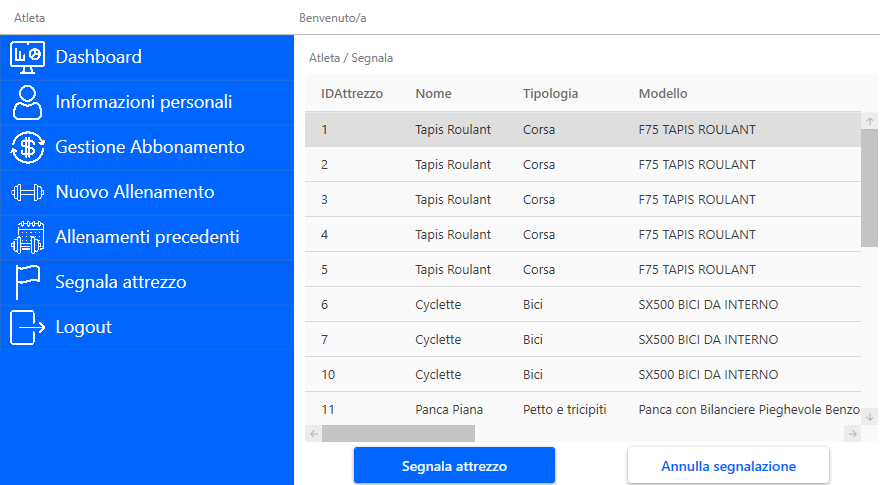 Atleta
Benvenuto/a
Dashboard
Informazioni personali
Gestione Abbonamento
Nuovo Allenamento
Allenamenti precedenti
Segnala attrezzo
Logout
Atleta / Segnala
IDAttrezzo Nome Tipologia Modello
1 Tapis Roulant Corsa F75 TAPIS ROULANT
2 Tapis Roulant Corsa F75 TAPIS ROULANT
3 Tapis Roulant Corsa F75 TAPIS ROULANT
4 Tapis Roulant Corsa F75 TAPIS ROULANT
5 Tapis Roulant Corsa F75 TAPIS ROULANT
6 Cyclette Bici SX500 BICI DA INTERNO
7 Cyclette Bici SX500 BICI DA INTERNO
10 Cyclette Bici SX500 BICI DA INTERNO
11 Panca Piana Petto e tricipiti Panca con Bilanciere Pieghevole Benzo
Segnala attrezzo
Annulla segnalazione